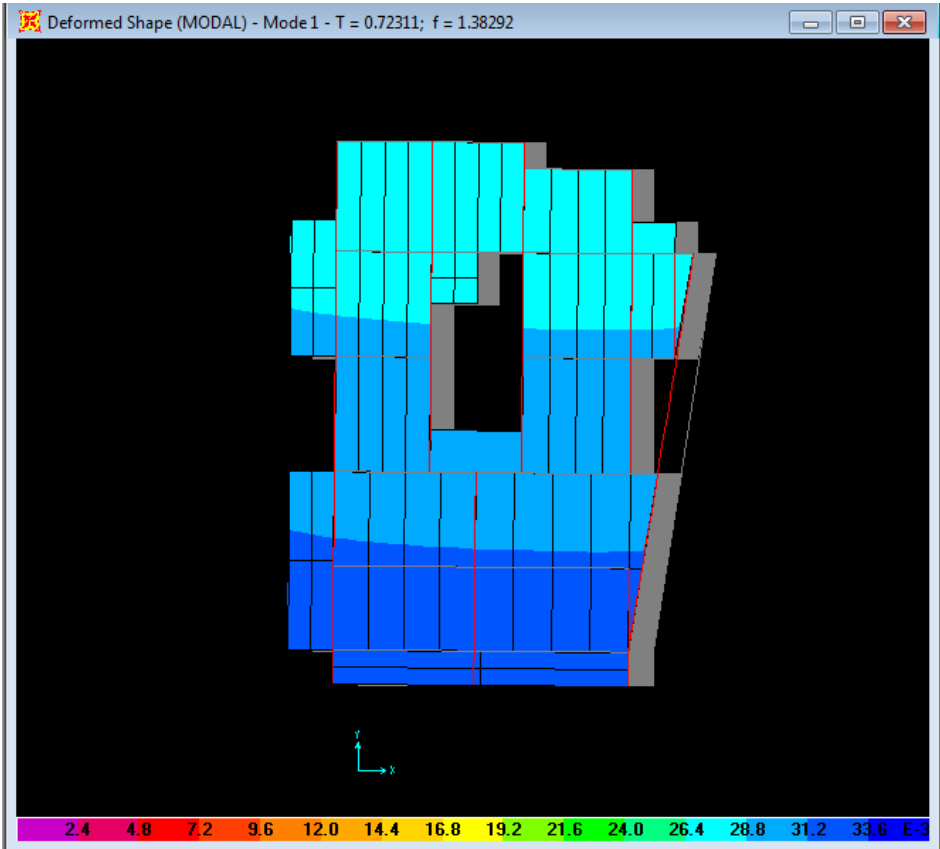 Deformed Shape (MODAL) - Mode 1 - T = 0.72311; f = 1.38292
Y
X
2.4 4.8 7.2 9.6 12.0 14.4 16.8 19.2 21.6 24.0 26.4 28.8 31.2 33.6 E-3